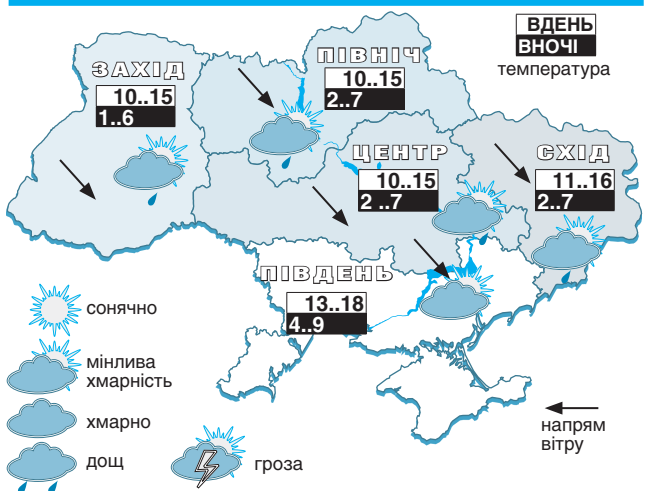 ВДЕНЬ
ВНОЧІ
температура
ЗАХІД
10..15
1..6
ПІВНІЧ
10..15
2..7
ЦЕНТР
10..15
2 ..7
СХІД
11..16
2..7
ПІВДЕНЬ
13..18
4..9
сонячно
мінлива
хмарність
хмарно
дощ
гроза
напрям
вітру